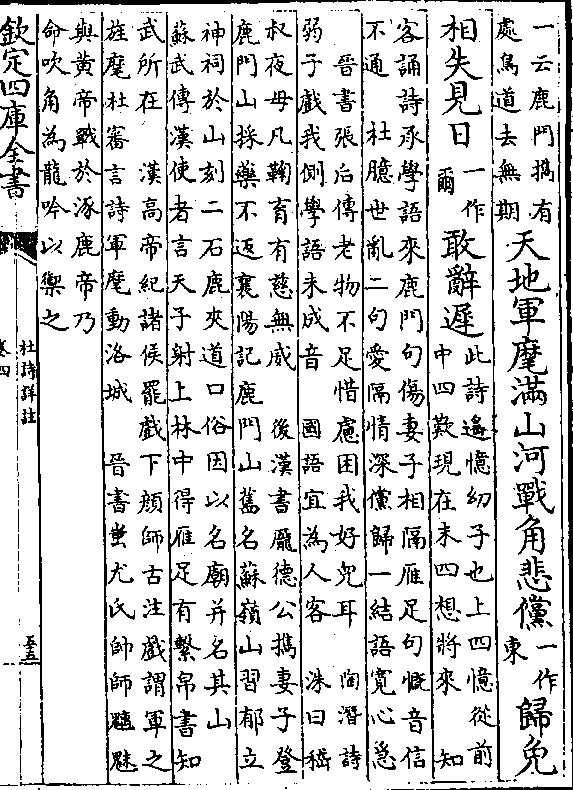 一云鹿門擕有
處鳥道去無期
天地軍麾滿山河戰角悲儻
一作
東
歸免
相失見日
一作
爾
敢辭遲
此詩遙憶幼子也上四憶從前
中四歎現在末四想將來　知
客誦詩承學語來鹿門句傷妻子相隔雁足句慨音信
不通　杜臆世亂二句愛隔情深儻歸一結語寛心急
晉書張后傳老物不足惜慮困我好兒耳　陶潛詩
弱子戲我側學語未成音　國語宜為人客　洙曰嵇
叔夜母兄鞠育有慈無威　後漢書龐德公擕妻子登
鹿門山採藥不返襄陽記鹿門山舊名蘇嶺山習郁立
神祠於山刻二石鹿夾道口俗因以名廟并名其山
蘇武傳漢使者言天子射上林中得雁足有繫帛書知
武所在　漢高帝紀諸侯罷戲下顔師古注戲謂軍之
旌麾杜審言詩軍麾動洛城　晉書蚩尤氏帥師魑魅
與黄帝戰於涿鹿帝乃
命吹角為龍吟以禦之
欽定四庫全書
杜詩詳註
卷四
至三